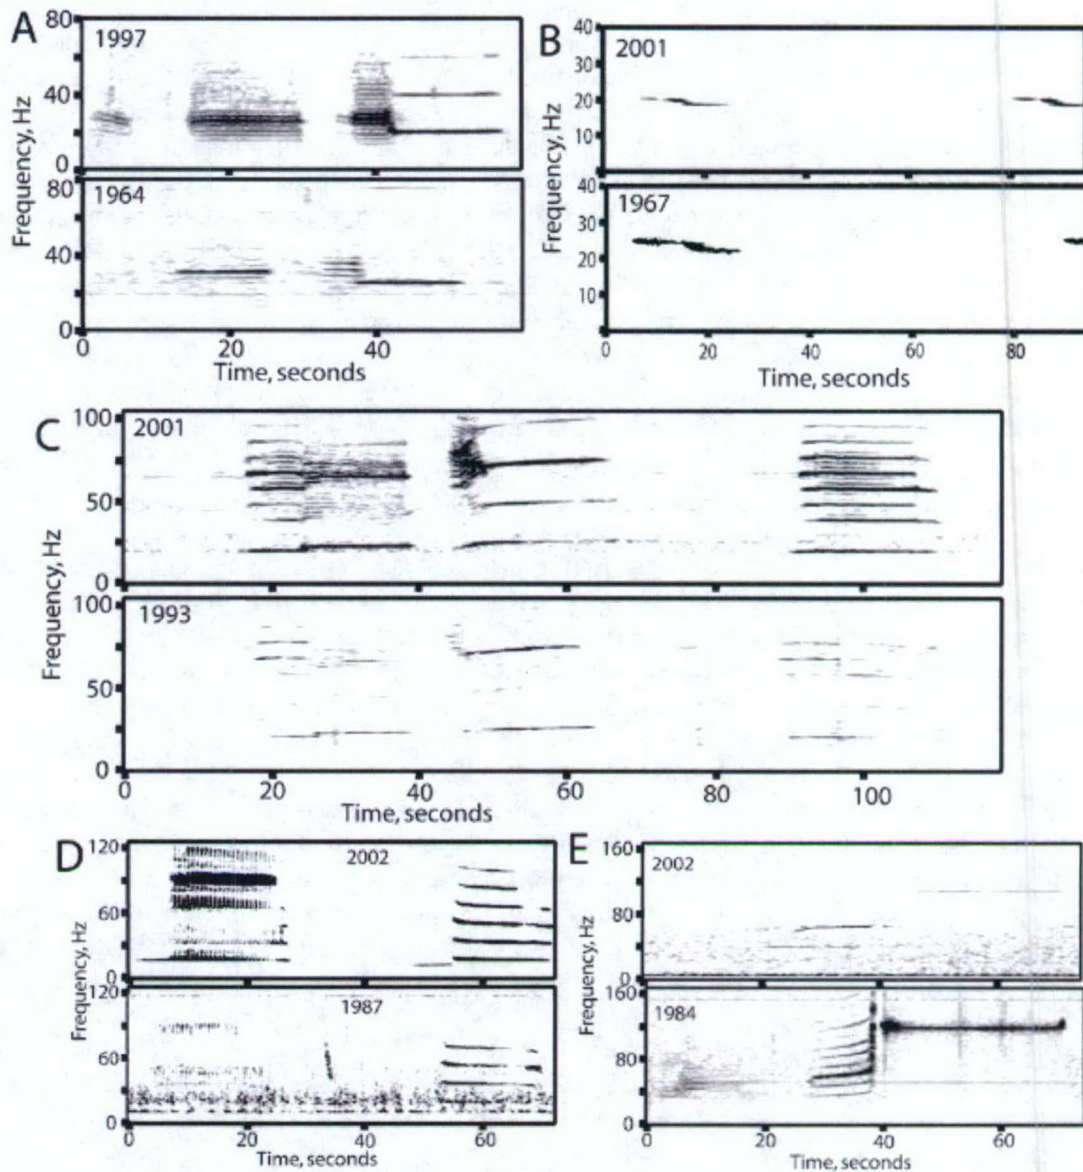 A
1997
80
40
0
Frequency, Hz
1964
80
40
0
0 20 40
Time, seconds
B
2001
40
30
20
10
Frequency, Hz
1967
40
30
20
10
0 20 40 60 80
Time, seconds
C
2001
100
50
0
Frequency, Hz
1993
100
50
0
0 20 40 60 80 100
Time, seconds
D
2002
120
60
0
Frequency, Hz
1987
120
60
0
0 20 40 60
Time, seconds
E
2002
160
80
0
Frequency, Hz
1984
160
80
0
0 20 40 60
Time, seconds